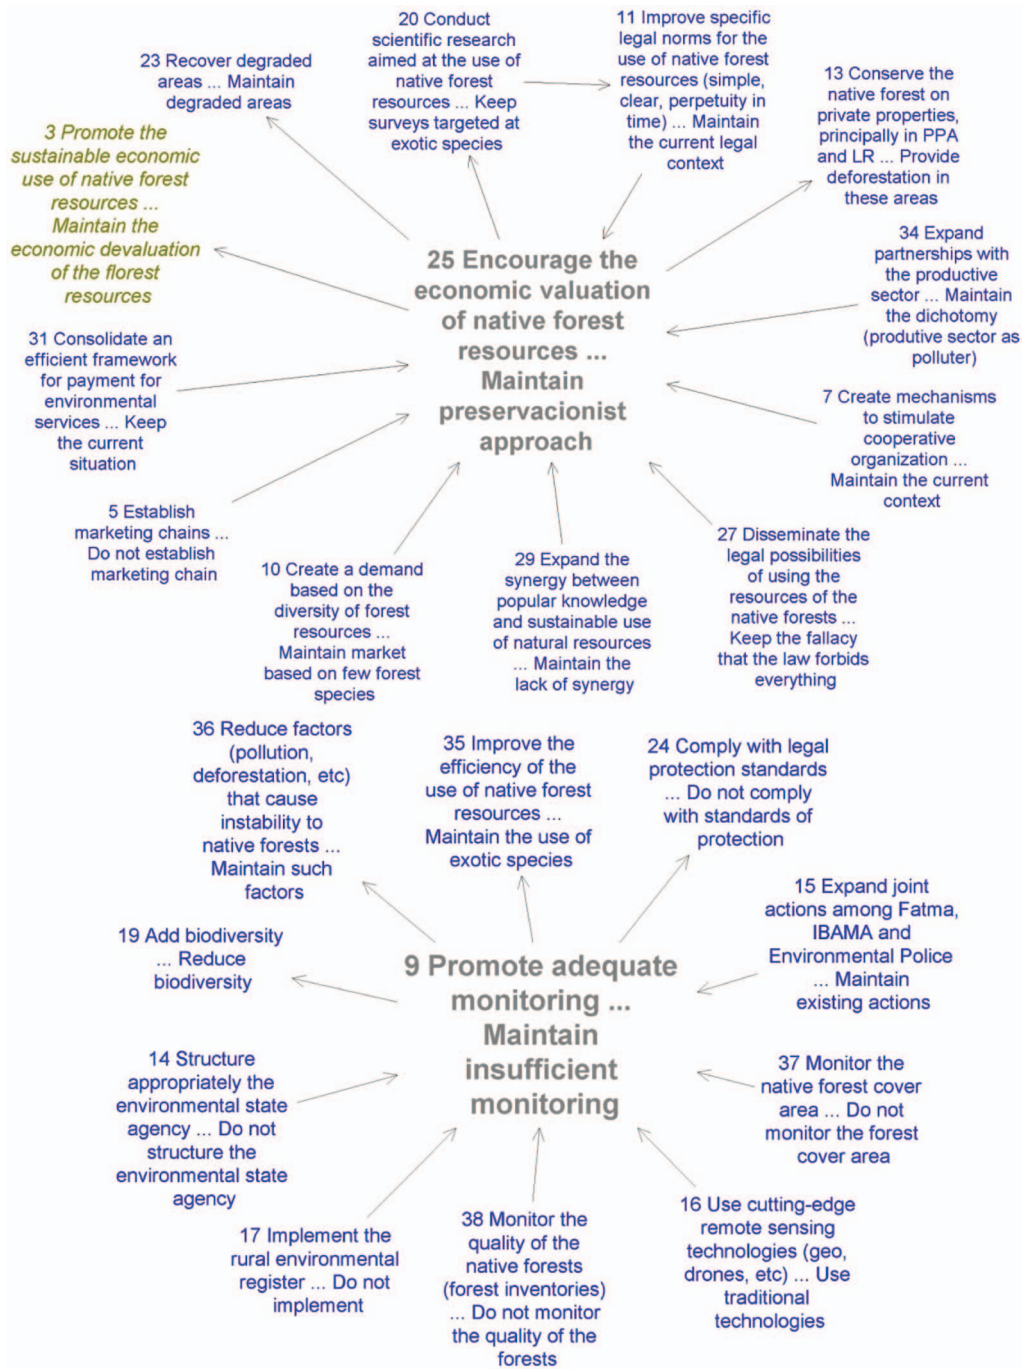 20 Conduct
scientific research
aimed at the use of
native forest
resources ... Keep
surveys targeted at
exotic species
11 Improve specific
legal norms for the
use of native forest
resources (simple,
clear, perpetuity in
time) ... Maintain
the current legal
context
23 Recover degraded
areas ... Maintain
degraded areas
13 Conserve the
native forest on
private properties,
principally in PPA
and LR ... Provide
deforestation in
these areas
3 Promote the
sustainable economic
use of native forest
resources ...
Maintain the
economic devaluation
of the florest
resources
34 Expand
partnerships with
the productive
sector ... Maintain
the dichotomy
(produtive sector as
polluter)
25 Encourage the
economic valuation
of native forest
resources ...
Maintain
preservacionist
approach
31 Consolidate an
efficient framework
for payment for
environmental
services ... Keep
the current
situation
7 Create mechanisms
to stimulate
cooperative
organization ...
Maintain the current
context
5 Establish
marketing chains ...
Do not establish
marketing chain
10 Create a demand
based on the
diversity of forest
resources ...
Maintain market
based on few forest
species
29 Expand the
synergy between
popular knowledge
and sustainable use
of natural resources
... Maintain the
lack of synergy
27 Disseminate the
legal possibilities
of using the
resources of the
native forests ...
Keep the fallacy
that the law forbids
everything
36 Reduce factors
(pollution,
deforestation, etc)
that cause
instability to
native forests ...
Maintain such
factors
35 Improve the
efficiency of the
use of native forest
resources ...
Maintain the use of
exotic species
24 Comply with legal
protection standards
... Do not comply
with standards of
protection
15 Expand joint
actions among Fatma,
IBAMA and
Environmental Police
... Maintain
existing actions
19 Add biodiversity
... Reduce
biodiversity
9 Promote adequate
monitoring ...
Maintain
insufficient
monitoring
14 Structure
appropriately the
environmental state
agency ... Do not
structure the
environmental state
agency
37 Monitor the
native forest cover
area ... Do not
monitor the forest
cover area
17 Implement the
rural environmental
register ... Do not
implement
38 Monitor the
quality of the
native forests
(forest inventories)
... Do not monitor
the quality of the
forests
16 Use cutting-edge
remote sensing
technologies (geo,
drones, etc) ... Use
traditional
technologies